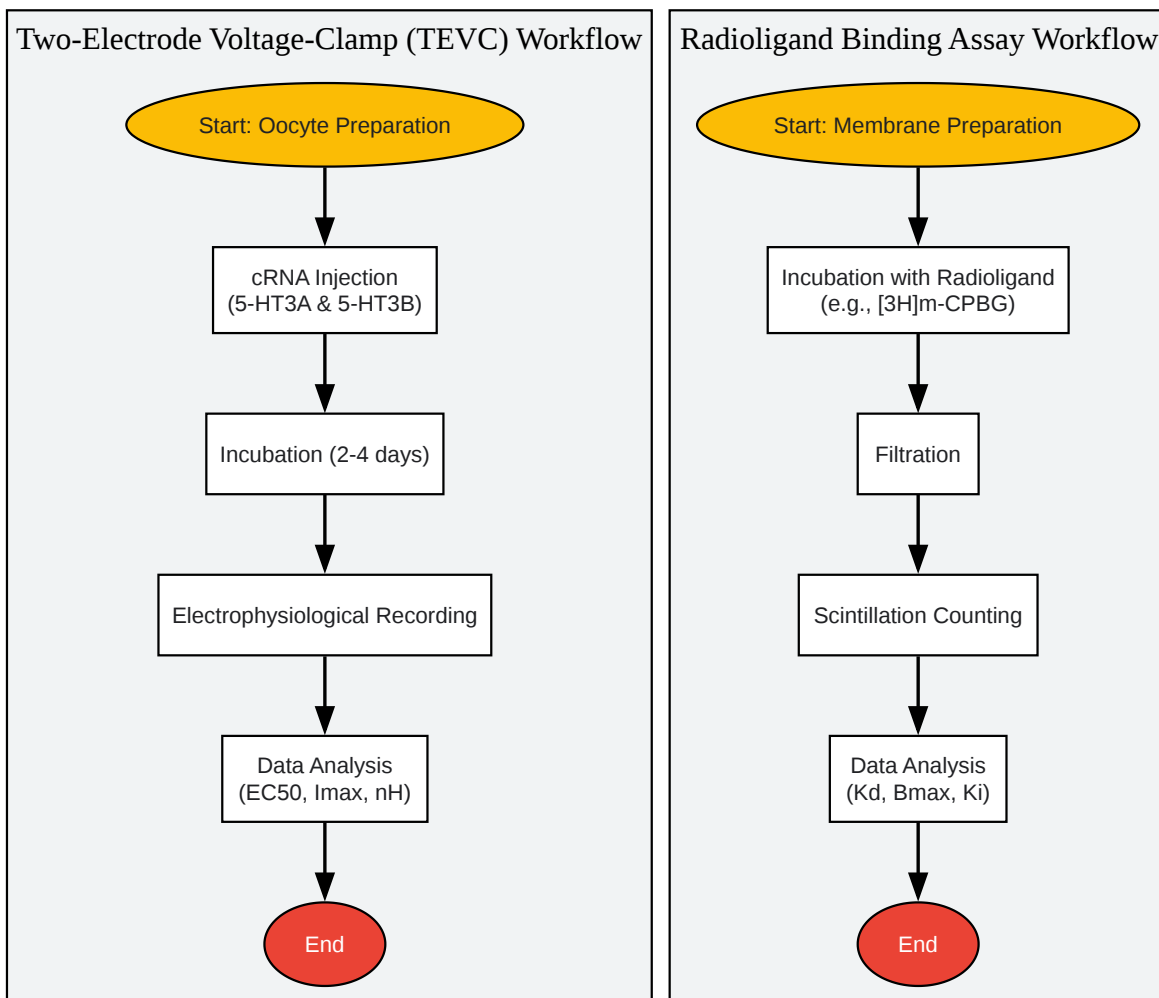 Two-Electrode Voltage-Clamp (TEVC) Workflow
Start: Oocyte Preparation
cRNA Injection
(5-HT3A & 5-HT3B)
Incubation (2-4 days)
Electrophysiological Recording
Data Analysis
(EC50, Imax, nH)
End
Radioligand Binding Assay Workflow
Start: Membrane Preparation
Incubation with Radioligand
(e.g., [3H]m-CPBG)
Filtration
Scintillation Counting
Data Analysis
(Kd, Bmax, Ki)
End